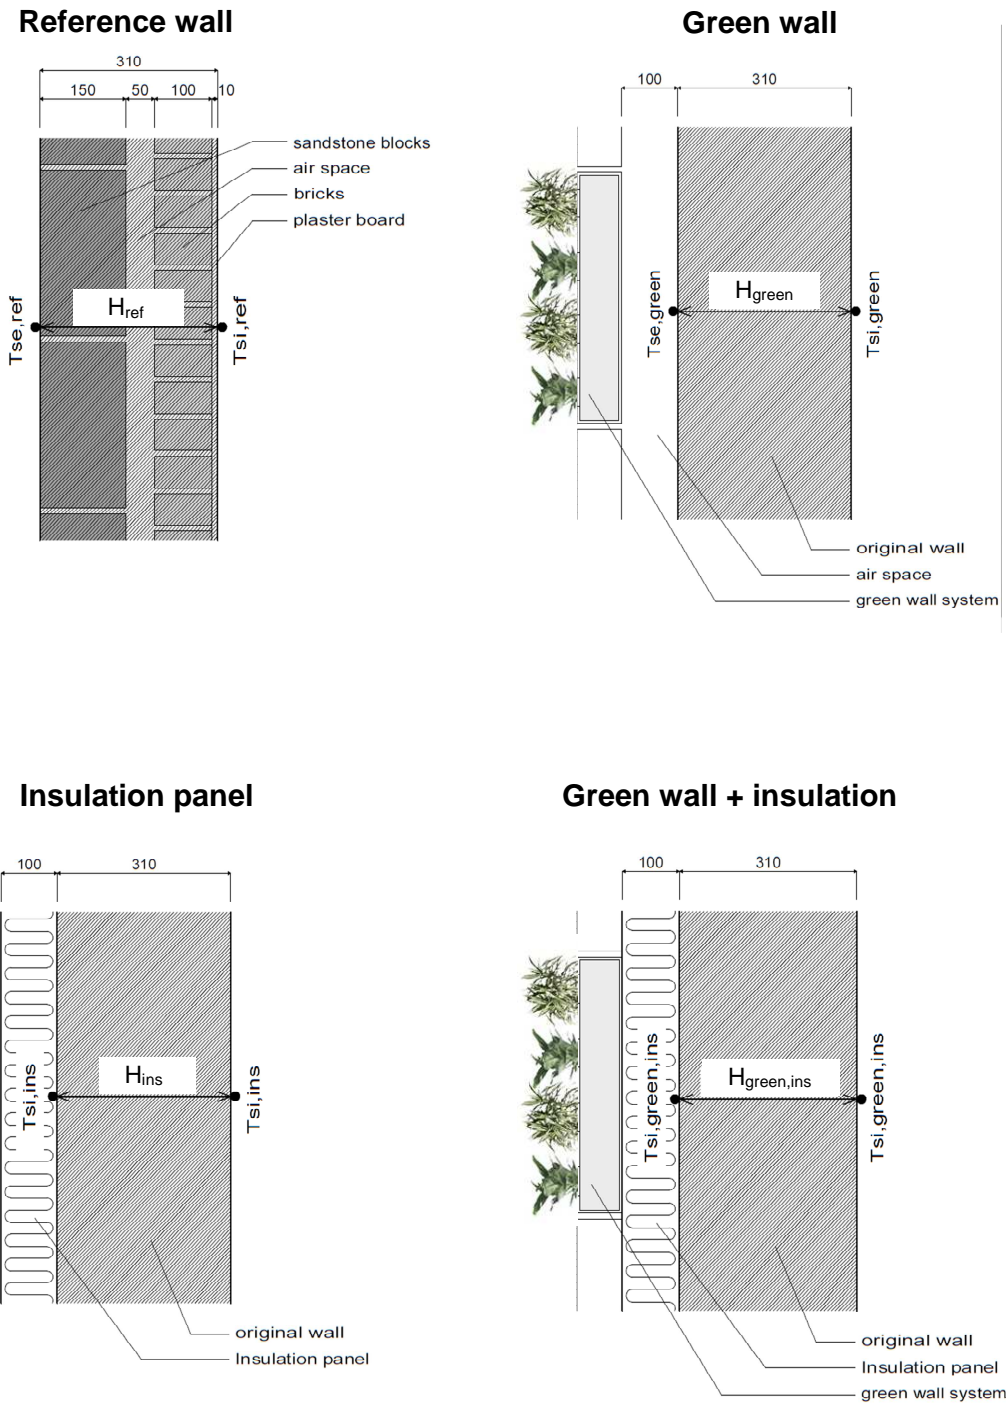 Reference wall
310
150 50 100 10
sandstone blocks
air space
bricks
plaster board
Href
Tse,ref
Tsi,ref
Green wall
100 310
Hgreen
Tse,green
Tsi,green
original wall
air space
green wall system
Insulation panel
100 310
Hins
Tsi,ins
Tsi,ins
original wall
Insulation panel
Green wall + insulation
100 310
Hgreen,ins
Tsi,green,ins
Tsi,green,ins
original wall
Insulation panel
green wall system